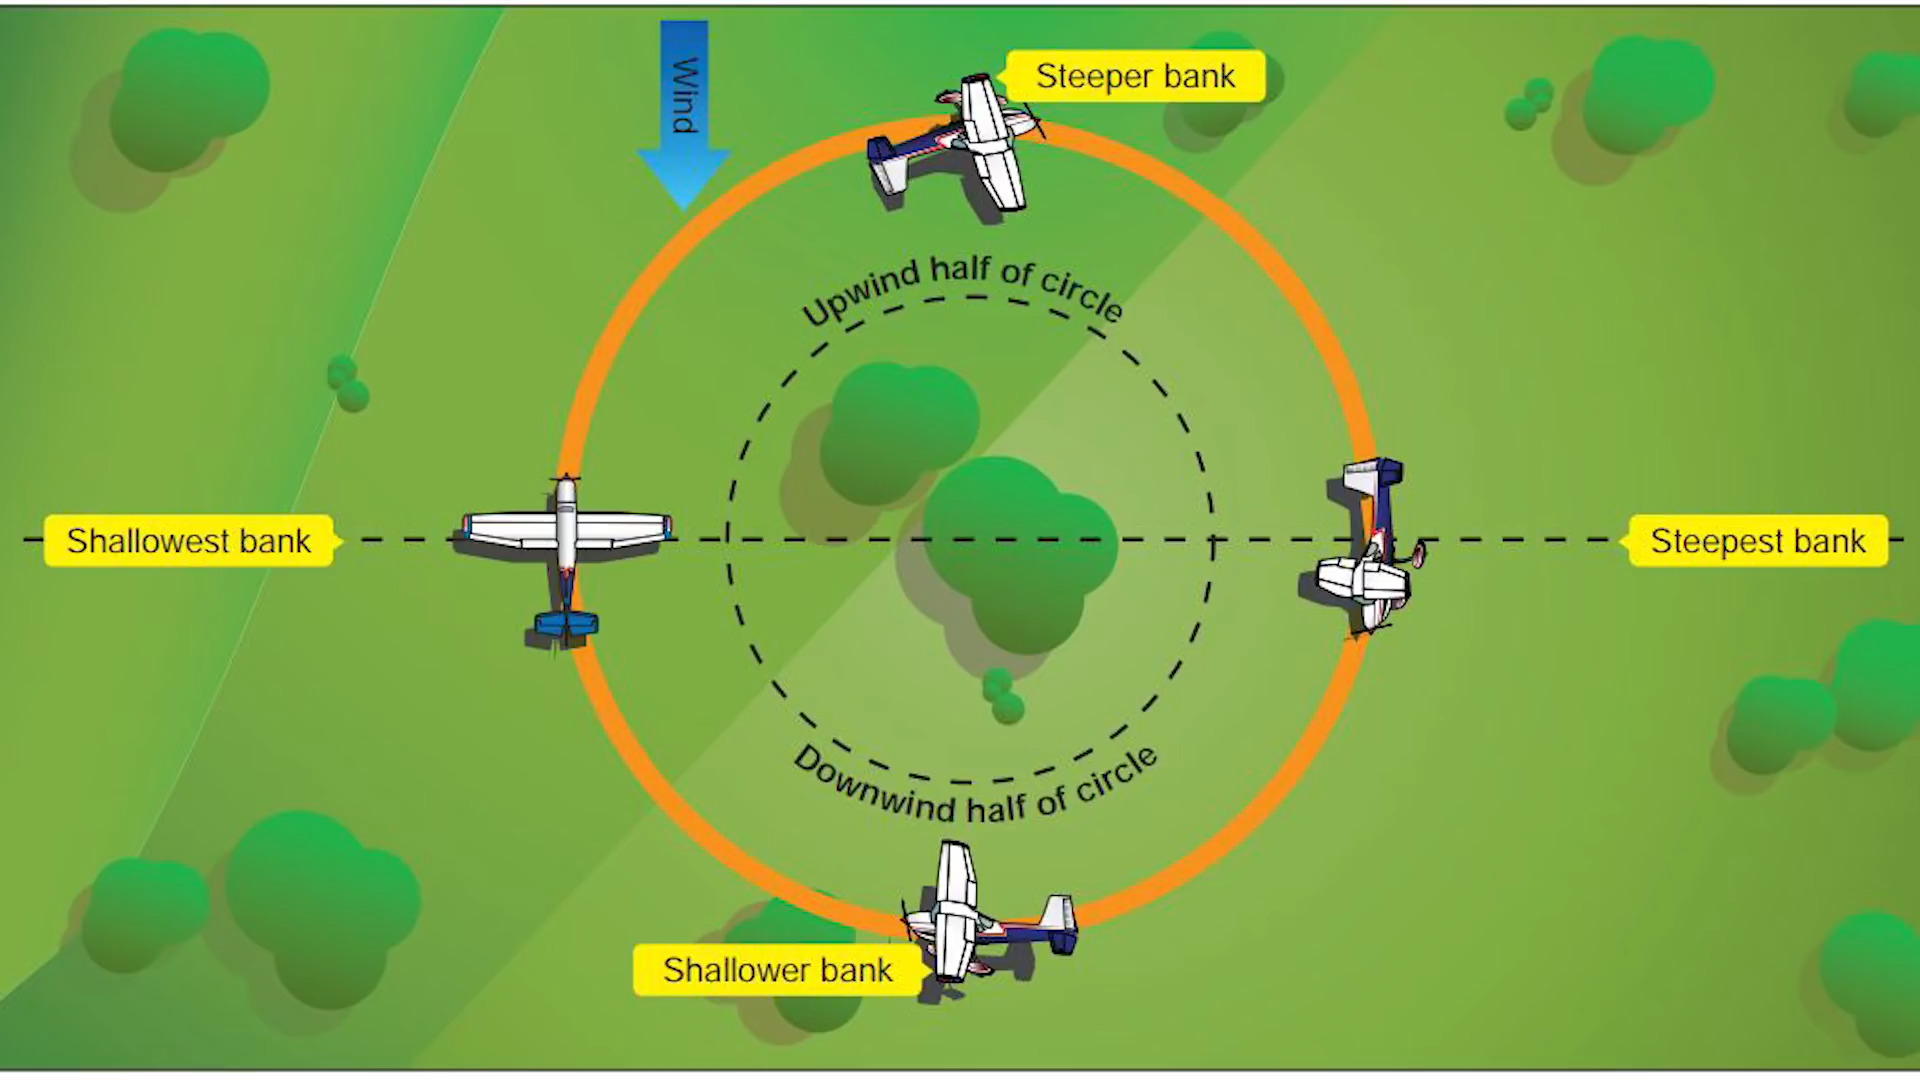 Wind
Steeper bank
Upwind half of circle
Shallowest bank
Steepest bank
Downwind half of circle
Shallower bank